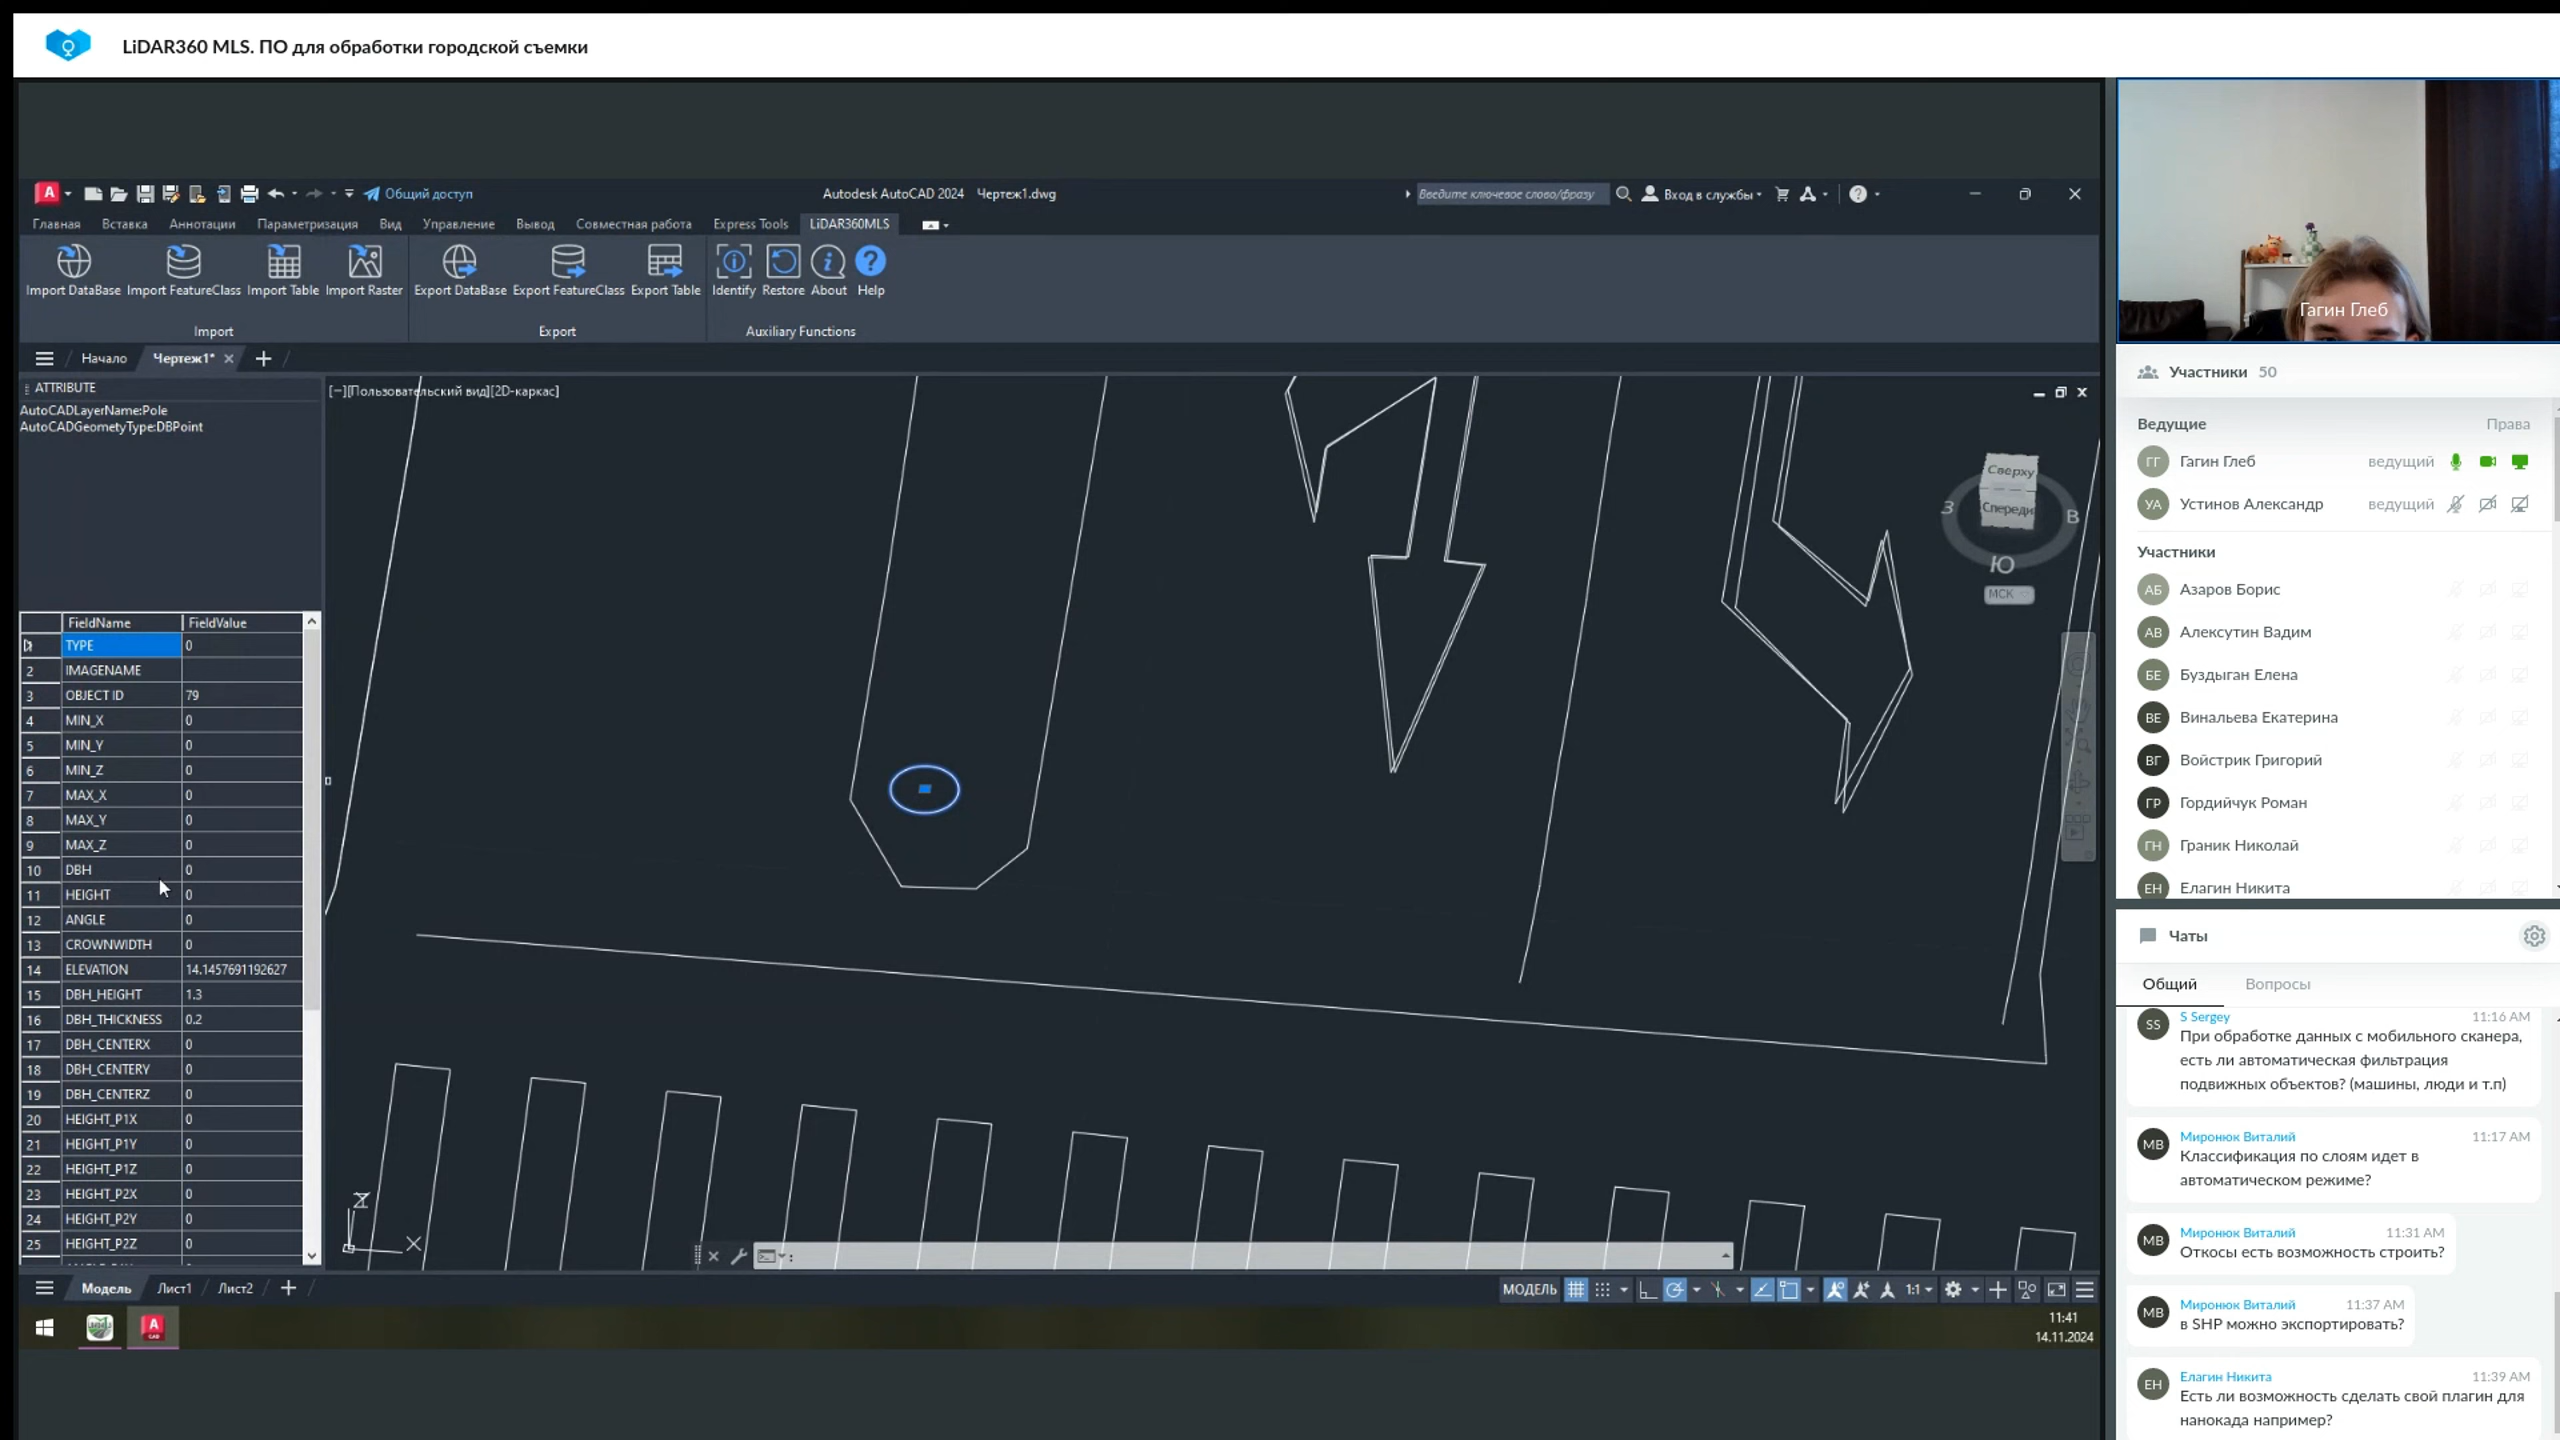 LiDAR360 MLS. ПО для обработки городской съемки
Общий доступ
Autodesk AutoCAD 2024 Чертеж1.dwg
Введите ключевое слово/фразу
Вход в службы
Главная Вставка Аннотации Параметризация Вид Управление Вывод Совместная работа Express Tools LiDAR360MLS
Import DataBase Import FeatureClass Import Table Import Raster Export DataBase Export FeatureClass Export Table Identify Restore About Help
Import Export Auxiliary Functions
Начало Чертеж1*
ATTRIBUTE
AutoCADLayerName:Pole
AutoCADGeometyType:DBPoint
[−][Пользовательский вид][2D-каркас]
FieldName FieldValue
TYPE 0
2 IMAGENAME
3 OBJECT ID 79
4 MIN_X 0
5 MIN_Y 0
6 MIN_Z 0
7 MAX_X 0
8 MAX_Y 0
9 MAX_Z 0
10 DBH 0
11 HEIGHT 0
12 ANGLE 0
13 CROWNWIDTH 0
14 ELEVATION 14.1457691192627
15 DBH_HEIGHT 1.3
16 DBH_THICKNESS 0.2
17 DBH_CENTERX 0
18 DBH_CENTERY 0
19 DBH_CENTERZ 0
20 HEIGHT_P1X 0
21 HEIGHT_P1Y 0
22 HEIGHT_P1Z 0
23 HEIGHT_P2X 0
24 HEIGHT_P2Y 0
25 HEIGHT_P2Z 0
Сверху
Спереди
З В
Ю
МСК
Z
X
Модель Лист1 Лист2
МОДЕЛЬ 1:1
11:41
14.11.2024
Гагин Глеб
Участники 50
Ведущие Права
ГГ Гагин Глеб ведущий
УА Устинов Александр ведущий
Участники
АБ Азаров Борис
АВ Алексутин Вадим
БЕ Буздыган Елена
ВЕ Винальева Екатерина
ВГ Войстрик Григорий
ГР Гордийчук Роман
ГН Граник Николай
ЕН Елагин Никита
Чаты
Общий Вопросы
SS S Sergey 11:16 AM
При обработке данных с мобильного сканера,
есть ли автоматическая фильтрация
подвижных объектов? (машины, люди и т.п)
МВ Миронюк Виталий 11:17 AM
Классификация по слоям идет в
автоматическом режиме?
МВ Миронюк Виталий 11:31 AM
Откосы есть возможность строить?
МВ Миронюк Виталий 11:37 AM
в SHP можно экспортировать?
ЕН Елагин Никита 11:39 AM
Есть ли возможность сделать свой плагин для
нанокада например?